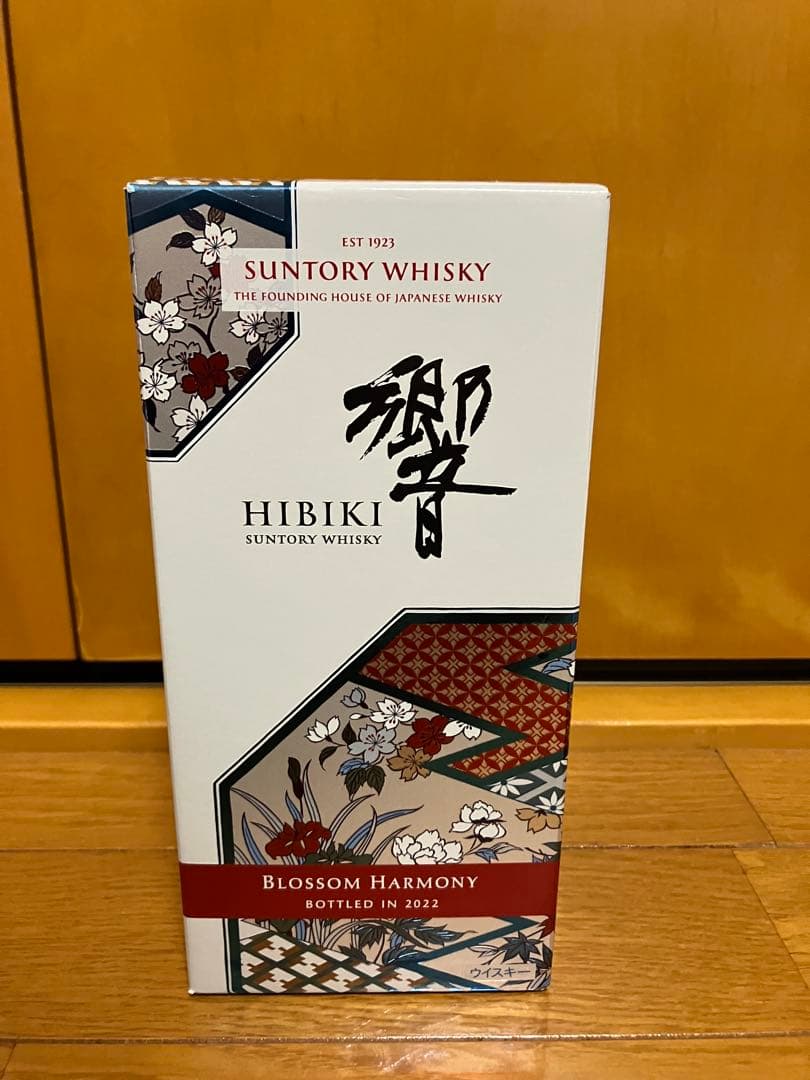 EST 1923
SUNTORY WHISKY
THE FOUNDING HOUSE OF JAPANESE WHISKY
響
HIBIKI
SUNTORY WHISKY
BLOSSOM HARMONY
BOTTLED IN 2022
ウイスキー